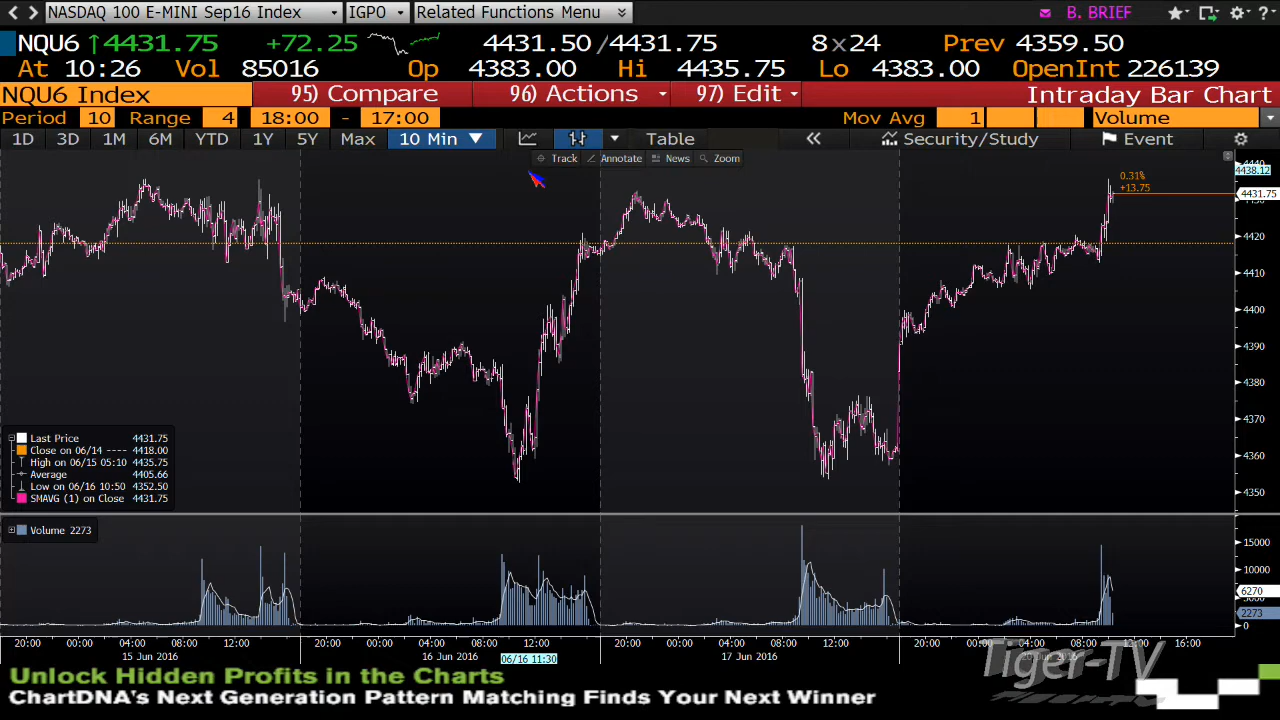 NASDAQ 100 E-MINI Sep16 Index IGPO Related Functions Menu B. BRIEF
NQU6 ↑4431.75 +72.25 4431.50/4431.75 8x24 Prev 4359.50
At 10:26 Vol 85016 Op 4383.00 Hi 4435.75 Lo 4383.00 OpenInt 226139
NQU6 Index 95) Compare 96) Actions 97) Edit Intraday Bar Chart
Period 10 Range 4 18:00 - 17:00 Mov Avg 1 Volume
1D 3D 1M 6M YTD 1Y 5Y Max 10 Min Table « Security/Study Event
Track Annotate News Zoom
4440
4438.12
0.31%
+13.75
4431.75
4420
4410
4400
4390
4380
4370
4360
4350
Last Price 4431.75
Close on 06/14 ---- 4418.00
High on 06/15 05:10 4435.75
Average 4405.66
Low on 06/16 10:50 4352.50
SMAVG (1) on Close 4431.75
Volume 2273
15000
10000
6270
2273
0
20:00 00:00 04:00 08:00 12:00 20:00 00:00 04:00 08:00 12:00 20:00 00:00 04:00 08:00 12:00 20:00 00:00 04:00 08:00 12:00 16:00
15 Jun 2016 16 Jun 2016 06/16 11:30 17 Jun 2016
Tiger-TV
Unlock Hidden Profits in the Charts
ChartDNA's Next Generation Pattern Matching Finds Your Next Winner